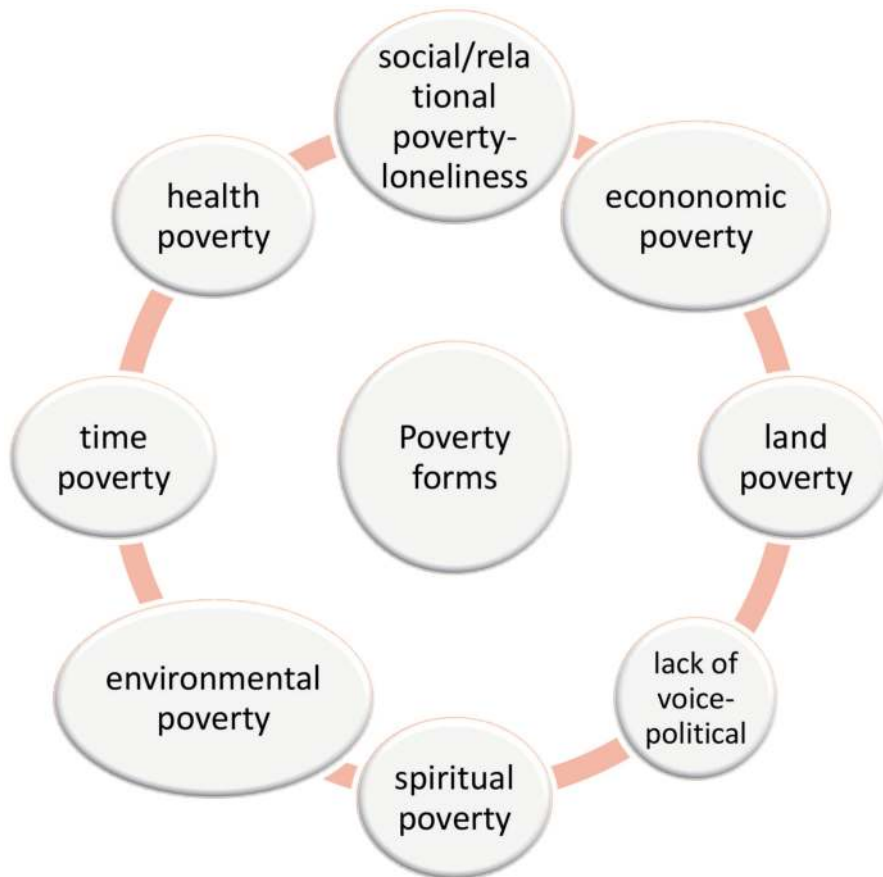 social/rela
tional
poverty-
loneliness
econonomic
poverty
land
poverty
lack of
voice-
political
spiritual
poverty
environmental
poverty
time
poverty
health
poverty
Poverty
forms